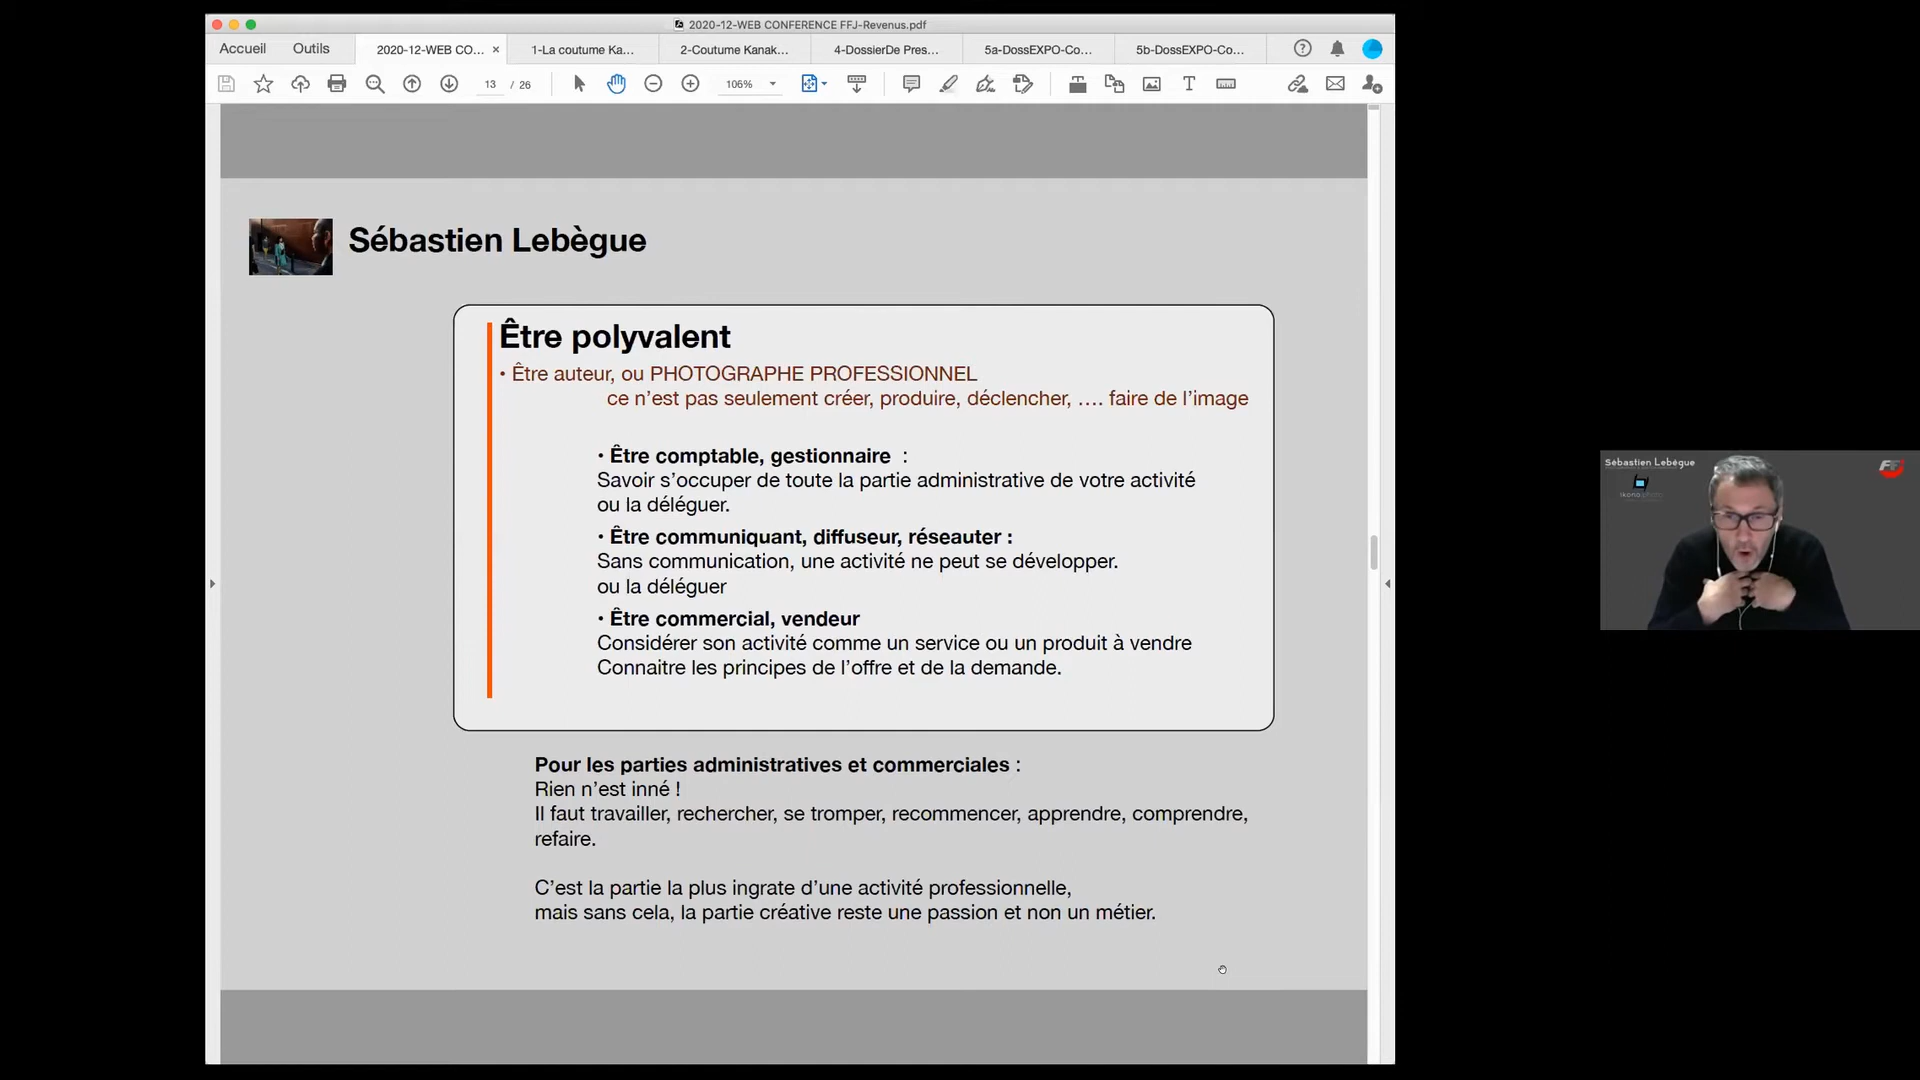 2020-12-WEB CONFERENCE FFJ-Revenus.pdf
Accueil Outils 2020-12-WEB CO... × 1-La coutume Ka... 2-Coutume Kanak... 4-DossierDe Pres... 5a-DossEXPO-Co... 5b-DossEXPO-Co...
13 / 26 106%
Sébastien Lebègue
Être polyvalent
• Être auteur, ou PHOTOGRAPHE PROFESSIONNEL
ce n’est pas seulement créer, produire, déclencher, …. faire de l’image
• Être comptable, gestionnaire :
Savoir s’occuper de toute la partie administrative de votre activité
ou la déléguer.
• Être communiquant, diffuseur, réseauter :
Sans communication, une activité ne peut se développer.
ou la déléguer
• Être commercial, vendeur
Considérer son activité comme un service ou un produit à vendre
Connaitre les principes de l’offre et de la demande.
Pour les parties administratives et commerciales :
Rien n’est inné !
Il faut travailler, rechercher, se tromper, recommencer, apprendre, comprendre,
refaire.
C’est la partie la plus ingrate d’une activité professionnelle,
mais sans cela, la partie créative reste une passion et non un métier.
Sébastien Lebègue